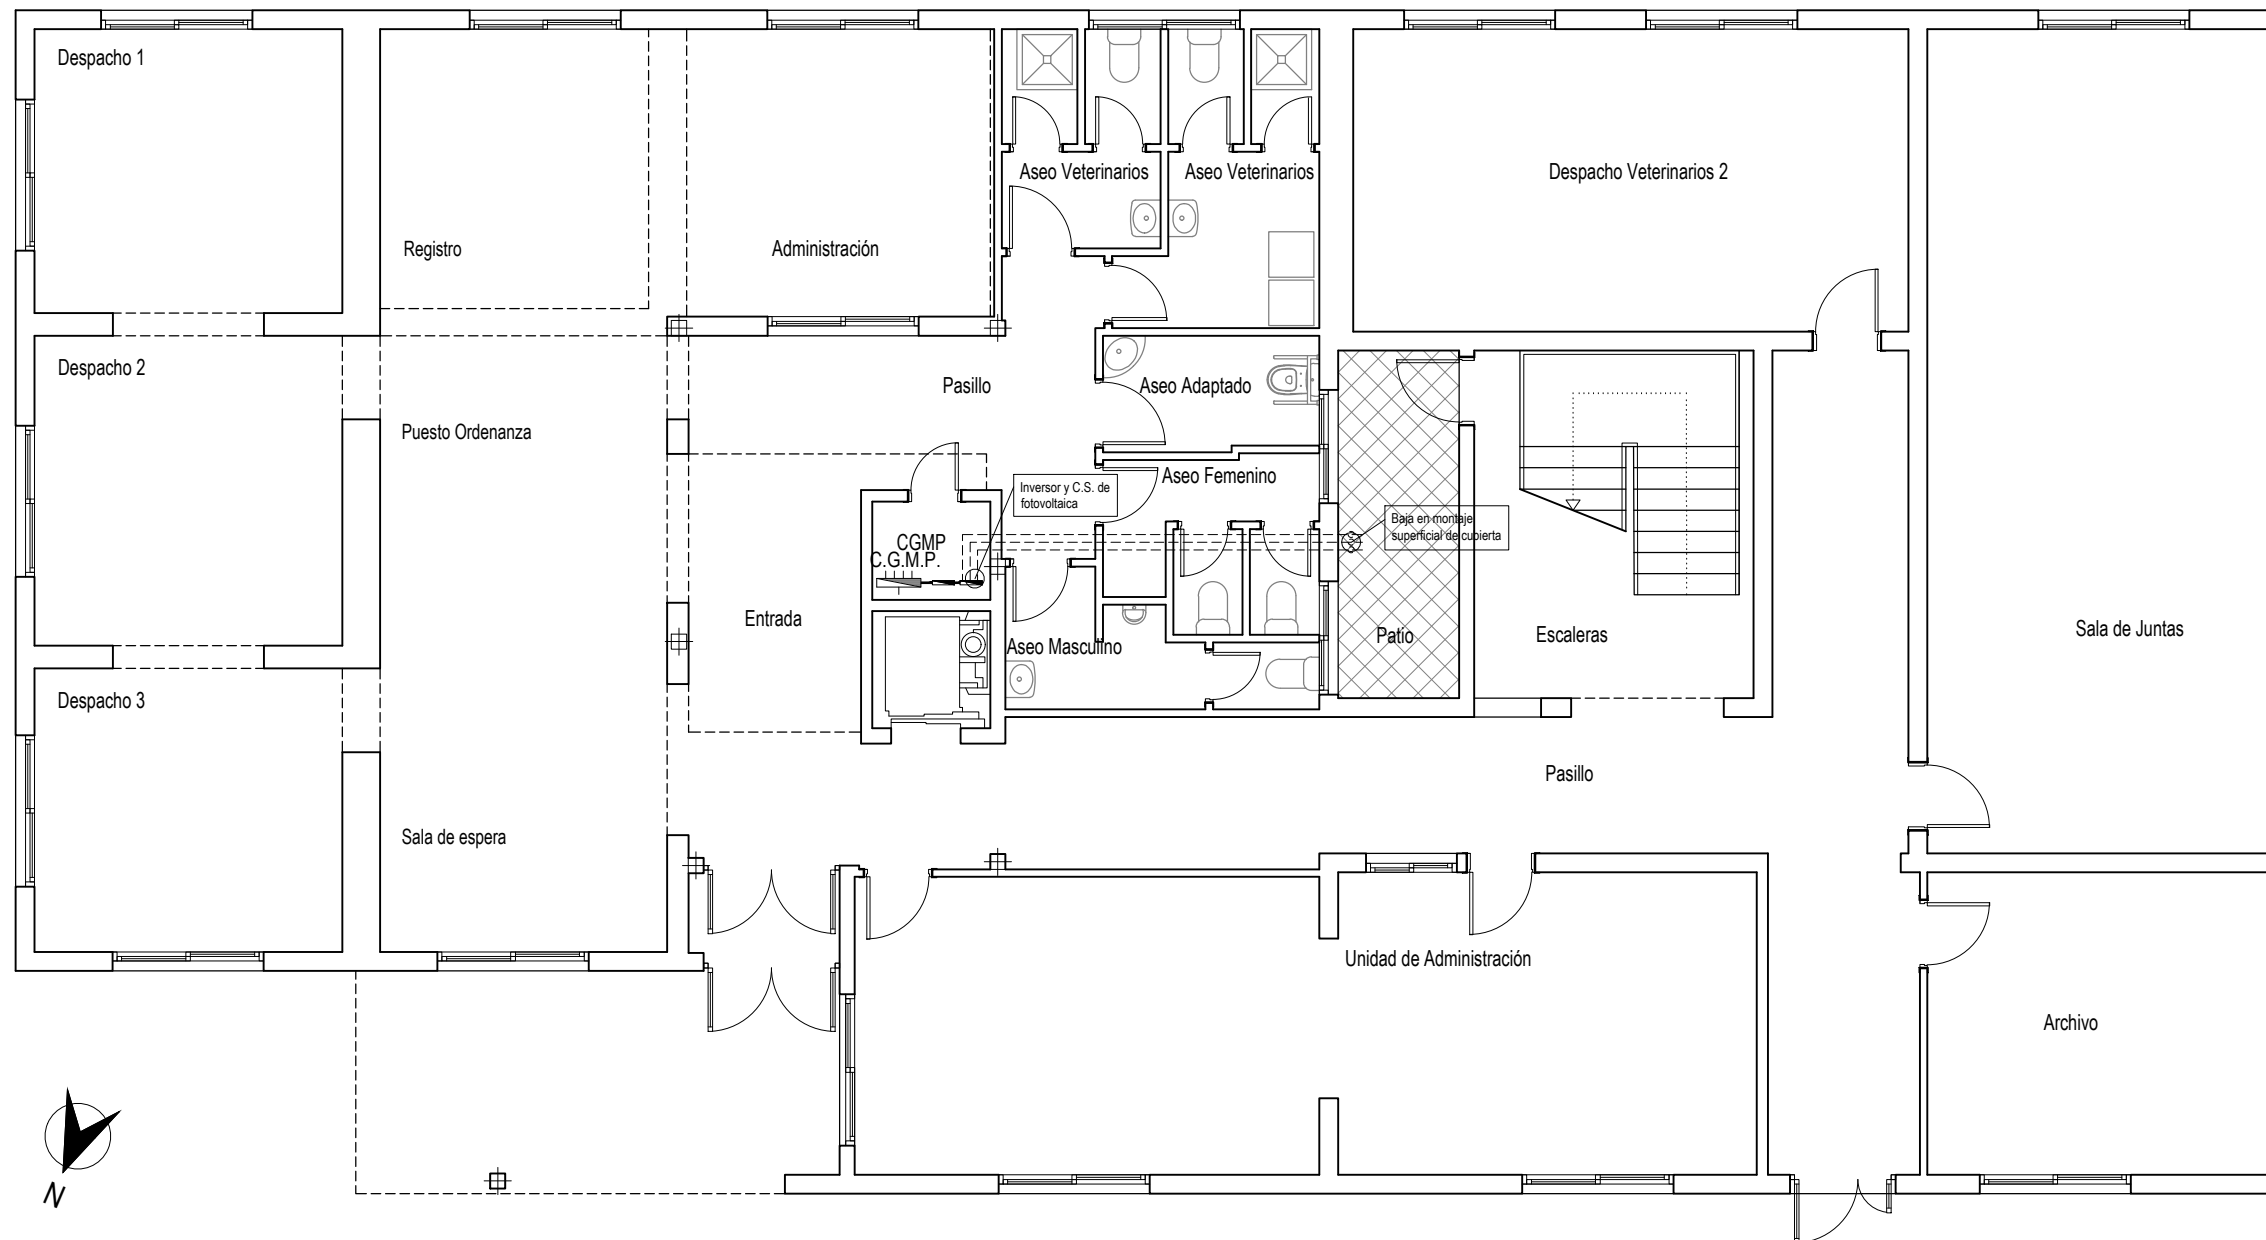 Despacho 1
Aseo Veterinarios
Aseo Veterinarios
Despacho Veterinarios 2
Registro
Administración
Despacho 2
Pasillo
Aseo Adaptado
Puesto Ordenanza
Aseo Femenino
Inversor y C.S. de
fotovoltaica
Baja en montaje
superficial de cubierta
CGMP
C.G.M.P.
Entrada
Aseo Masculino
Patio
Escaleras
Sala de Juntas
Despacho 3
Pasillo
Sala de espera
Unidad de Administración
Archivo
N